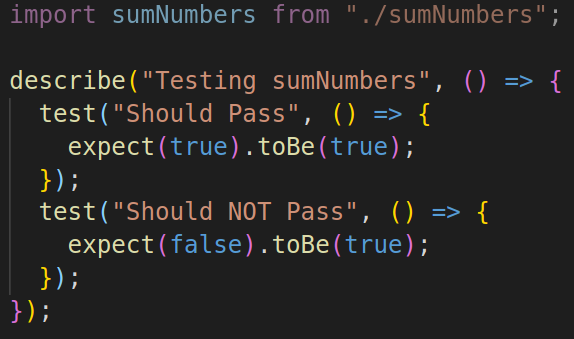 import sumNumbers from "./sumNumbers";
describe("Testing sumNumbers", () => {
  test("Should Pass", () => {
    expect(true).toBe(true);
  });
  test("Should NOT Pass", () => {
    expect(false).toBe(true);
  });
});